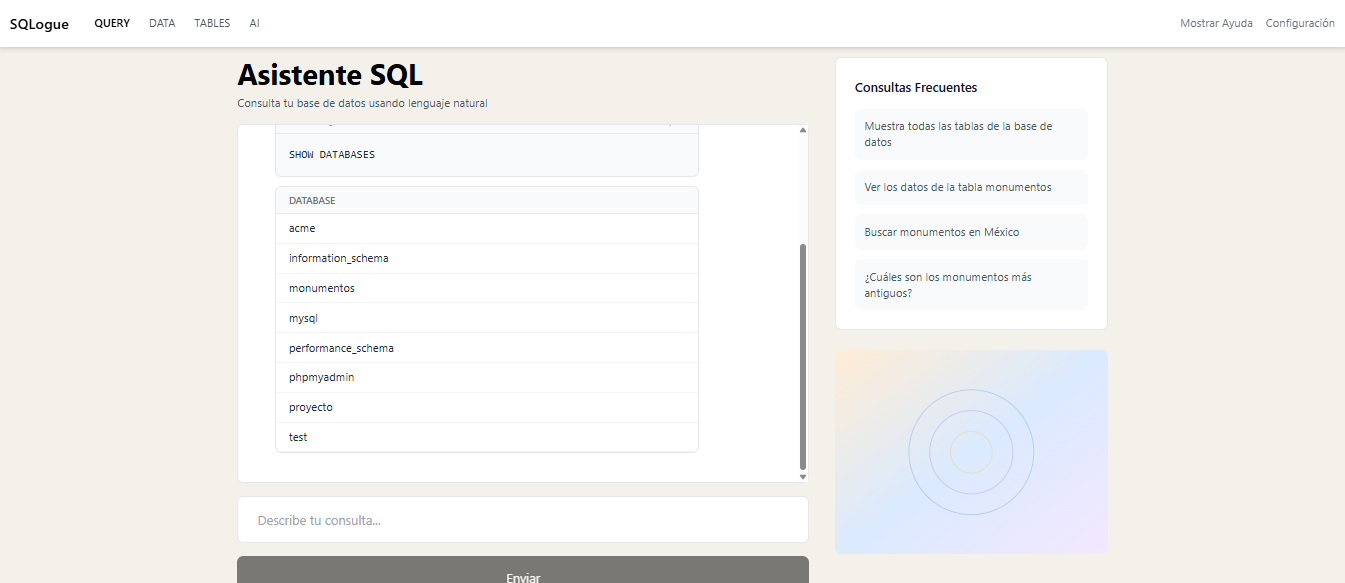 SQLogue QUERY DATA TABLES AI Mostrar Ayuda Configuración
Asistente SQL
Consulta tu base de datos usando lenguaje natural
SHOW DATABASES
DATABASE
acme
information_schema
monumentos
mysql
performance_schema
phpmyadmin
proyecto
test
Describe tu consulta...
Enviar
Consultas Frecuentes
Muestra todas las tablas de la base de
datos
Ver los datos de la tabla monumentos
Buscar monumentos en México
¿Cuáles son los monumentos más
antiguos?